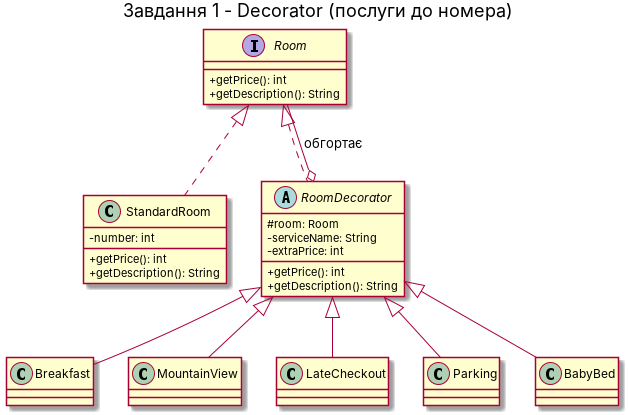 Завдання 1 - Decorator (послуги до номера)
I Room
+getPrice(): int
+getDescription(): String
обгортає
C StandardRoom
-number: int
+getPrice(): int
+getDescription(): String
A RoomDecorator
#room: Room
-serviceName: String
-extraPrice: int
+getPrice(): int
+getDescription(): String
C Breakfast
C MountainView
C LateCheckout
C Parking
C BabyBed